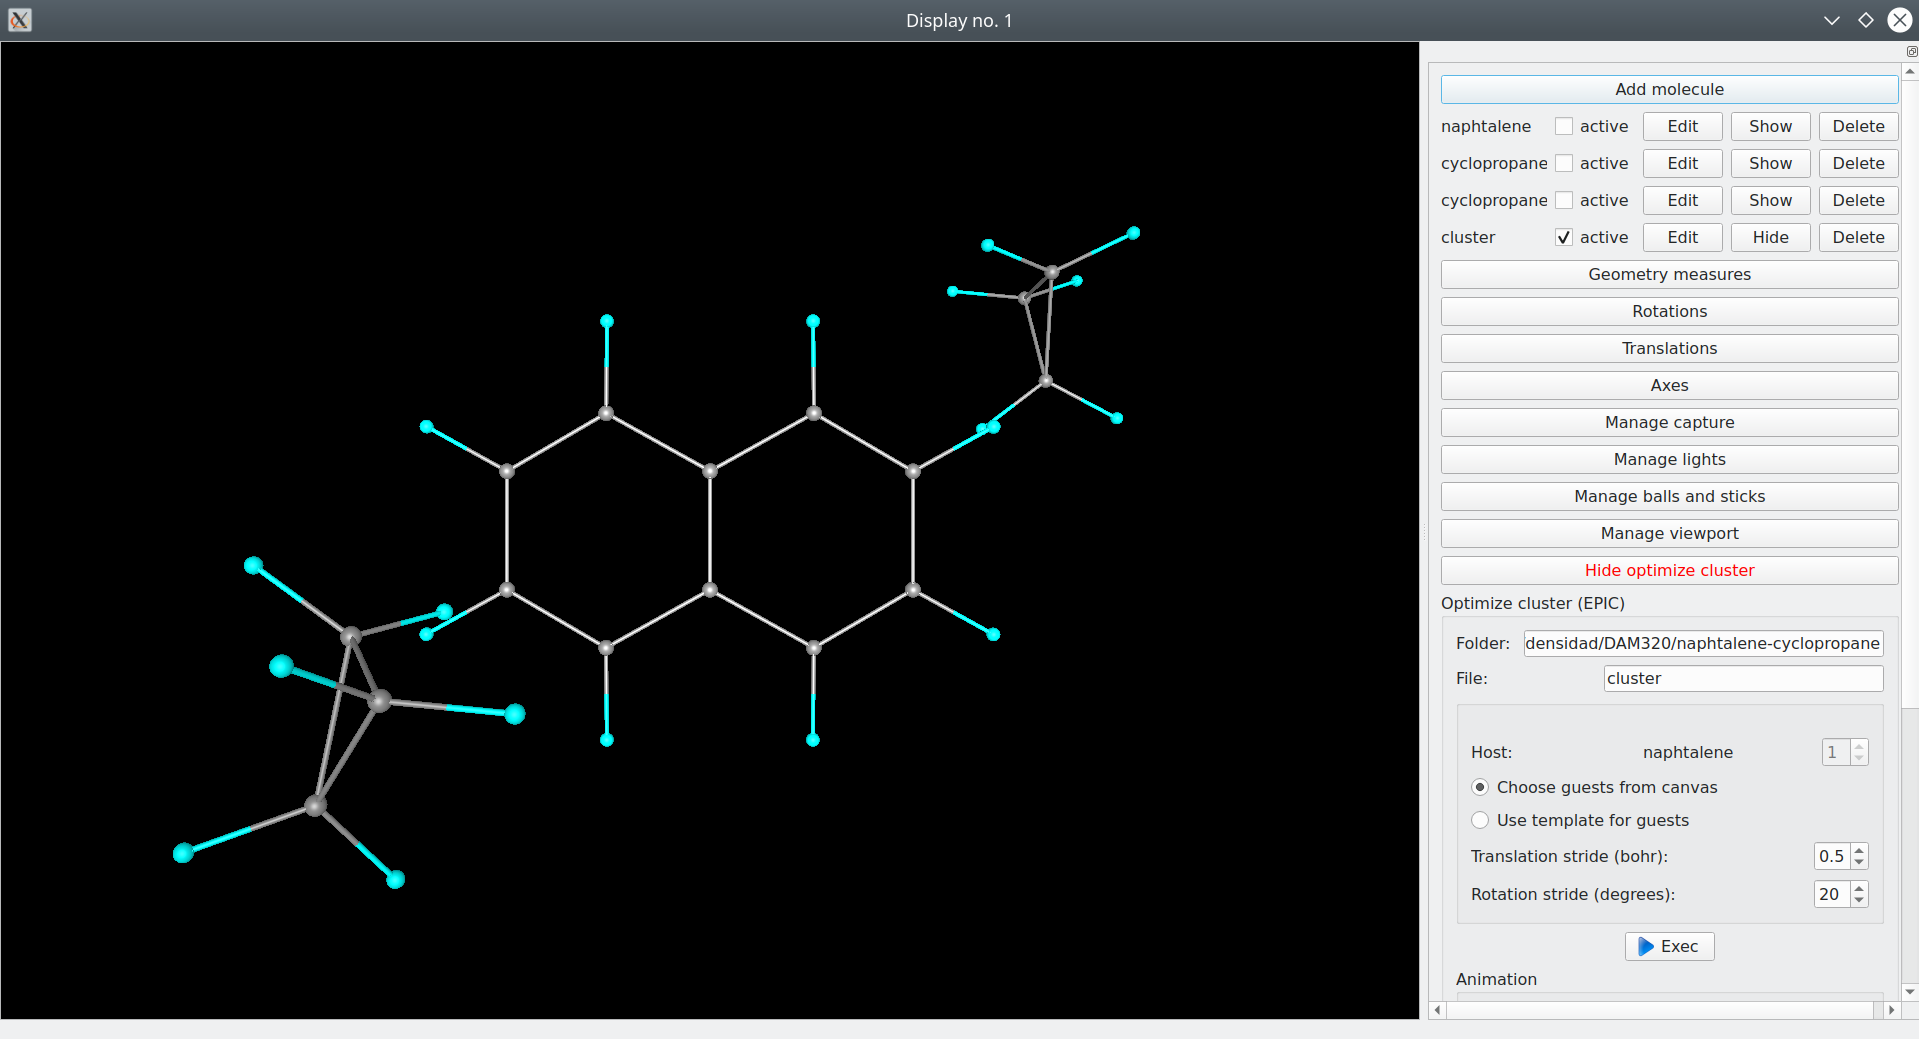 Display no. 1
Add molecule
naphtalene active Edit Show Delete
cyclopropane active Edit Show Delete
cyclopropane active Edit Show Delete
cluster active Edit Hide Delete
Geometry measures
Rotations
Translations
Axes
Manage capture
Manage lights
Manage balls and sticks
Manage viewport
Hide optimize cluster
Optimize cluster (EPIC)
Folder: densidad/DAM320/naphtalene-cyclopropane
File: cluster
Host: naphtalene 1
Choose guests from canvas
Use template for guests
Translation stride (bohr): 0.5
Rotation stride (degrees): 20
Exec
Animation